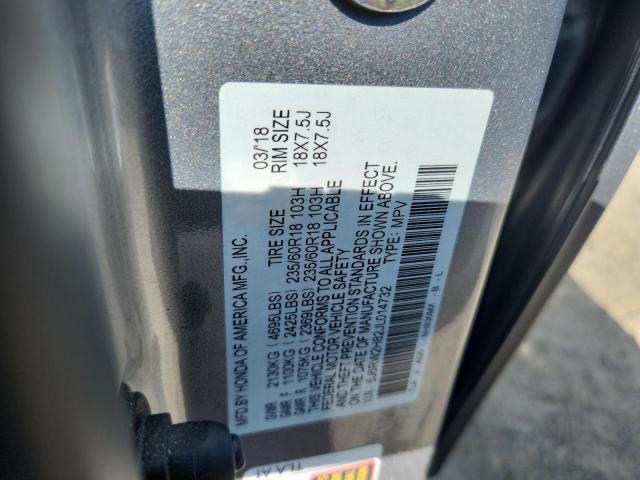 MFD.BY HONDA OF AMERICA MFG.,INC. 03/'18
TIRE SIZE RIM SIZE
GVWR 2130KG (4695LBS)
GAWR F 1100KG (2425LBS) 235/60R18 103H 18X7.5J
GAWR R 1075KG (2369LBS) 235/60R18 103H 18X7.5J
THIS VEHICLE CONFORMS TO ALL APPLICABLE
FEDERAL MOTOR VEHICLE SAFETY
AND THEFT PREVENTION STANDARDS IN EFFECT
ON THE DATE OF MANUFACTURE SHOWN ABOVE.
V.I.N. TYPE: MPV
- B - L
TLA A1